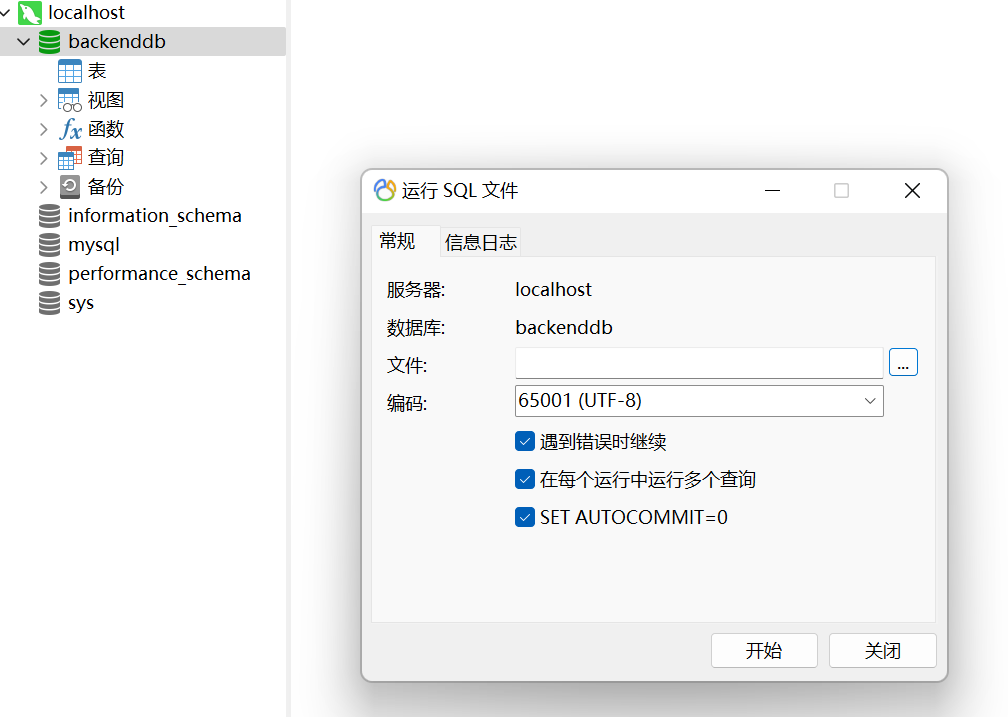 localhost
backenddb
表
视图
函数
查询
备份
information_schema
mysql
performance_schema
sys
运行 SQL 文件
常规 信息日志
服务器: localhost
数据库: backenddb
文件: ...
编码: 65001 (UTF-8)
遇到错误时继续
在每个运行中运行多个查询
SET AUTOCOMMIT=0
开始 关闭